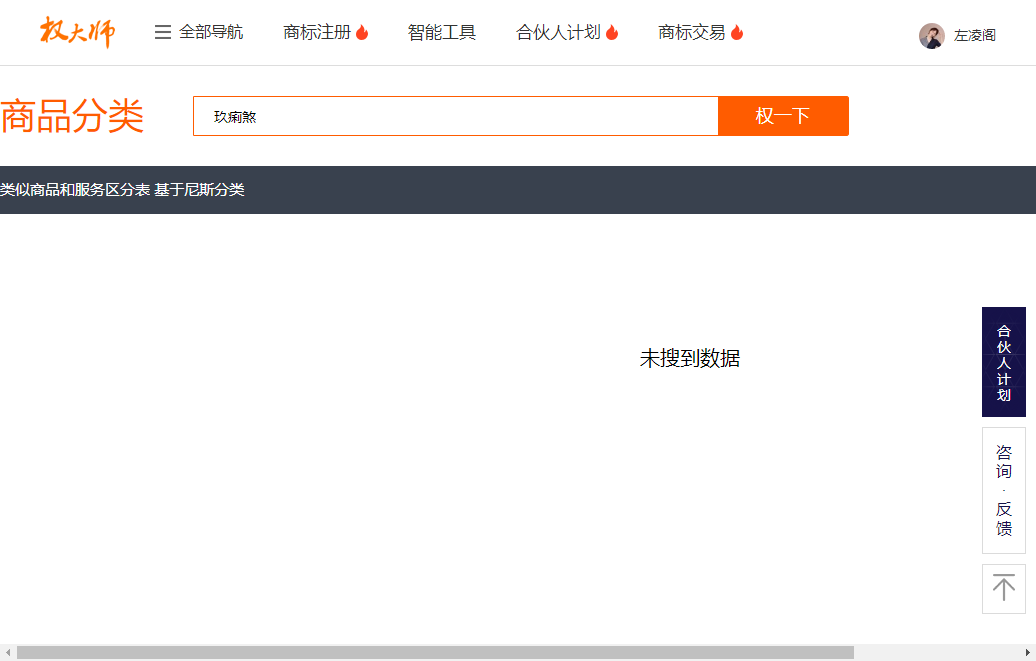 权大师
全部导航
商标注册
智能工具
合伙人计划
商标交易
左凌阁
商品分类
玖痫煞
权一下
类似商品和服务区分表 基于尼斯分类
未搜到数据
合伙人计划
咨询·反馈